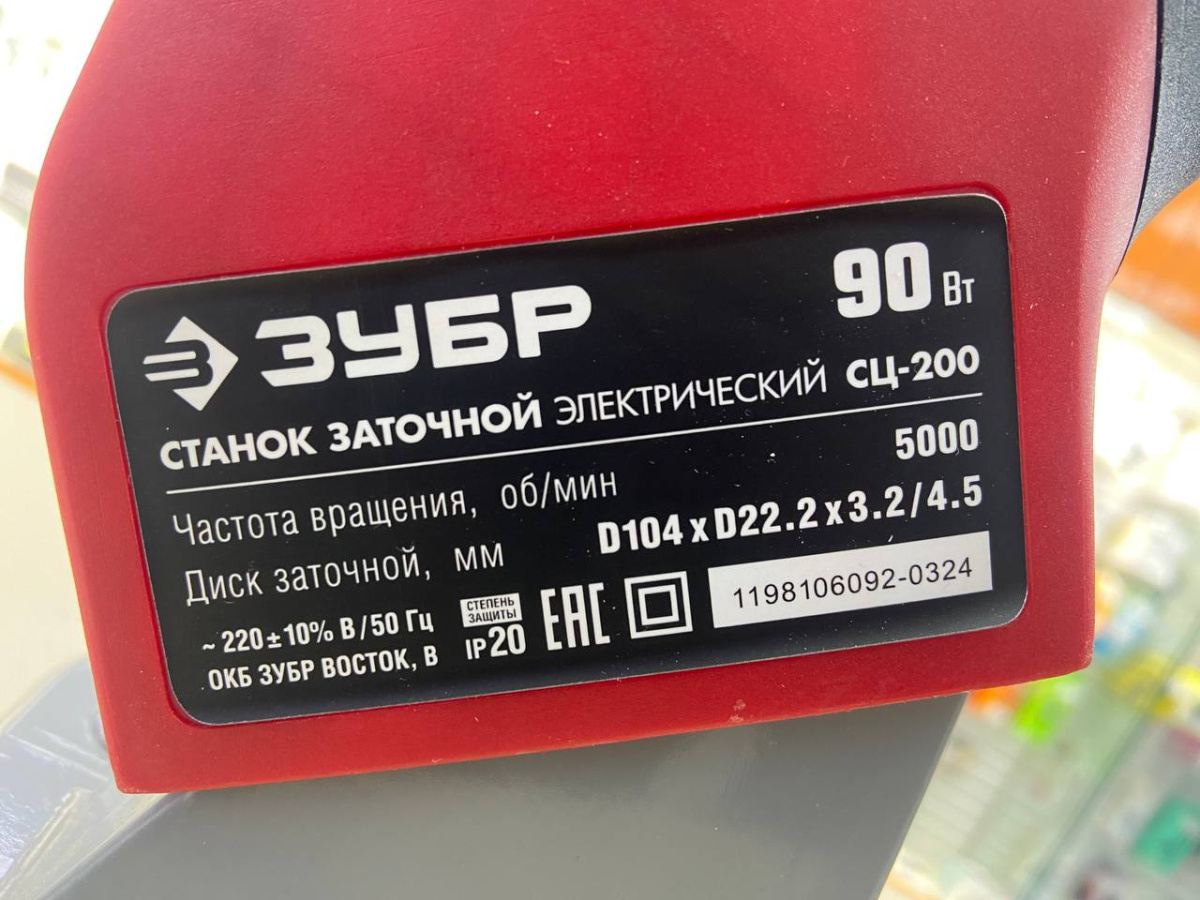 ЗУБР 90 Вт
СТАНОК ЗАТОЧНОЙ ЭЛЕКТРИЧЕСКИЙ СЦ-200
Частота вращения, об/мин 5000
Диск заточной, мм D104 x D22.2 x 3.2/4.5
~ 220±10% В/50 Гц
ОКБ ЗУБР ВОСТОК, В
СТЕПЕНЬ
ЗАЩИТЫ
IP20
EAC
1198106092-0324